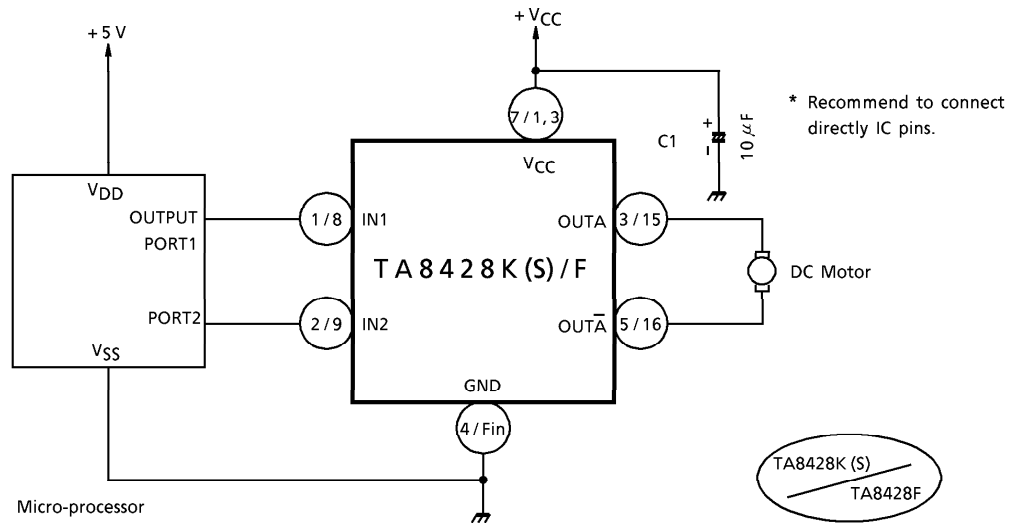 + VCC
+ 5 V
7 / 1, 3
* Recommend to connect
directly IC pins.
C1
+
-
10 μF
VCC
VDD
OUTPUT
PORT1
1 / 8
IN1
OUTA
3 / 15
TA8428K (S) / F
DC Motor
PORT2
2 / 9
IN2
OUTA̅
5 / 16
VSS
GND
4 / Fin
TA8428K (S)
TA8428F
Micro-processor